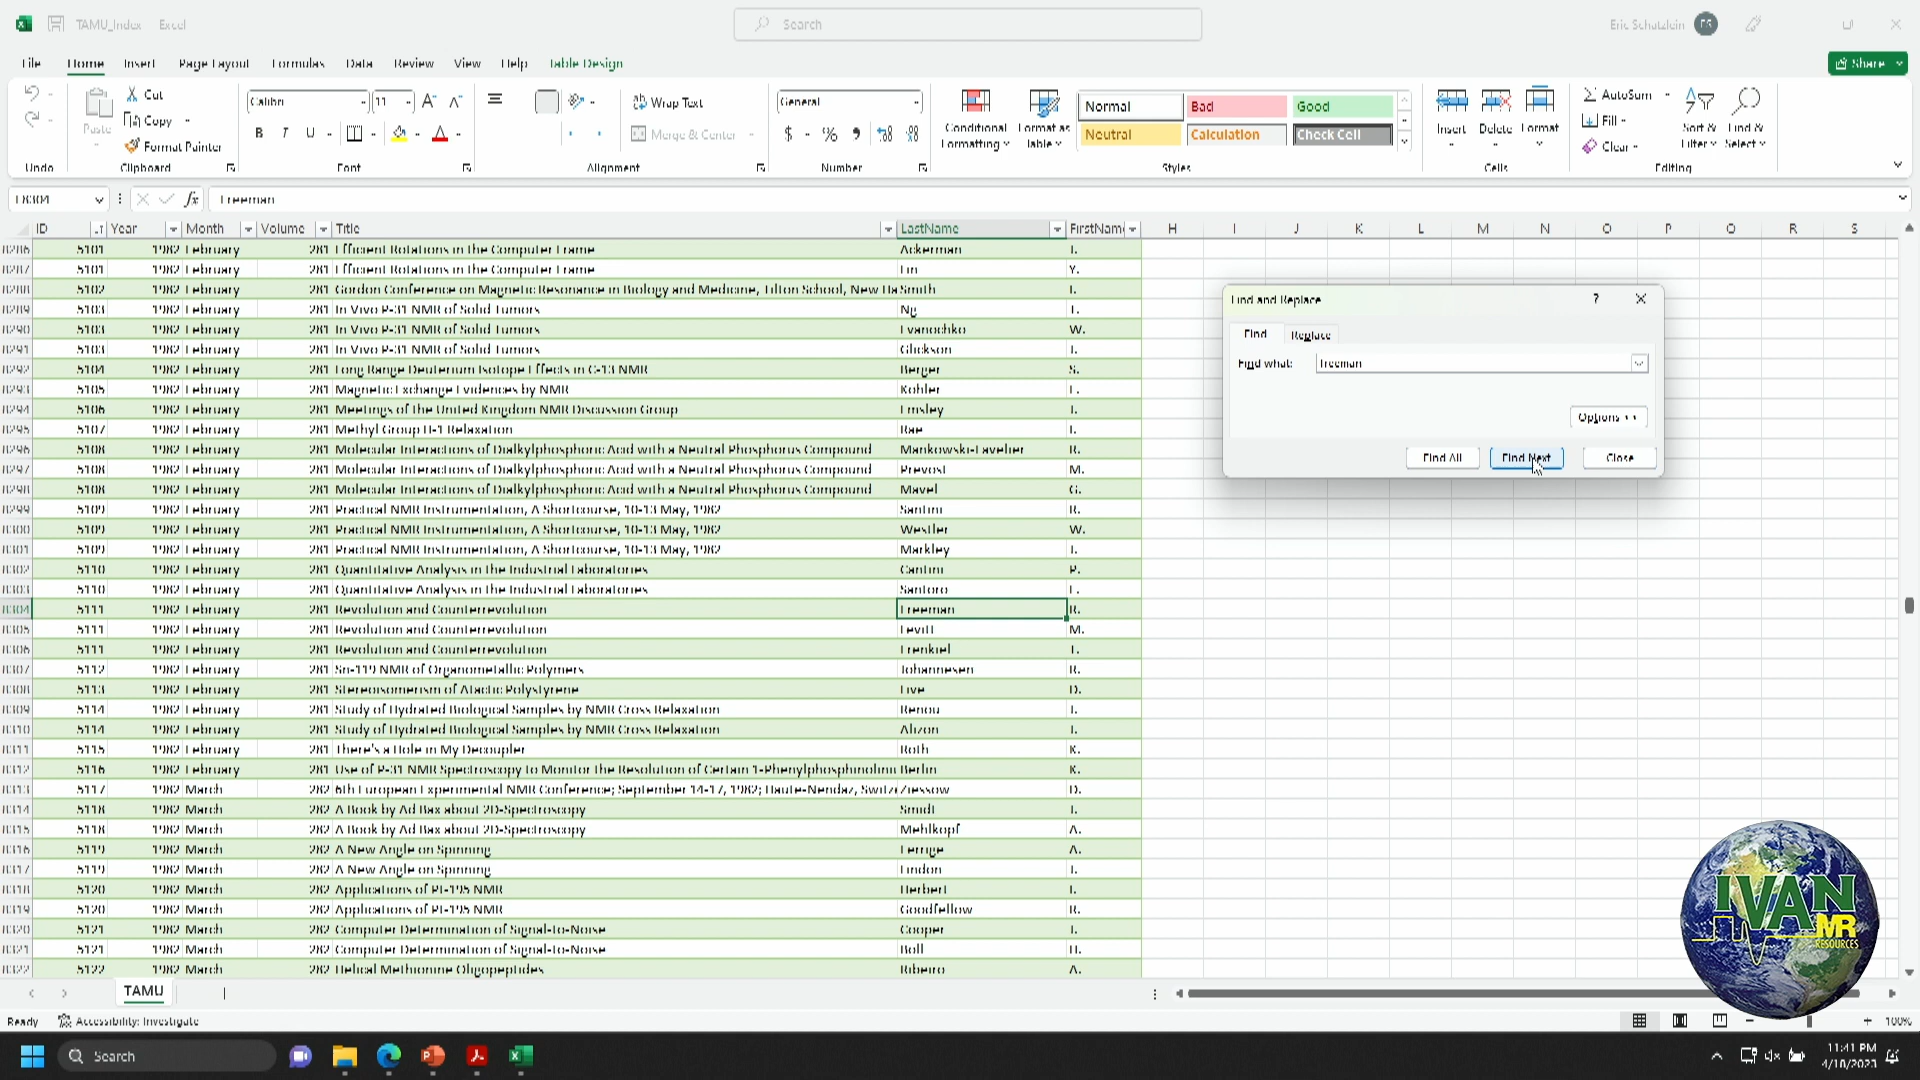 TAMU_Index Excel
Search
Eric Schatzlein ES
File Home Insert Page Layout Formulas Data Review View Help Table Design
Share
Cut Calibri 11 Wrap Text General Normal Bad Good AutoSum
Paste Copy Conditional Formatting Format as Table Insert Delete Format Fill Sort & Filter Find & Select
Format Painter B I U Merge & Center $ % Neutral Calculation Check Cell Clear
Undo Clipboard Font Alignment Number Styles Cells Editing
F8304 fx Freeman
ID Year Month Volume Title LastName FirstName H I J K L M N O P Q R S
8286 5101 1982 February 281 Efficient Rotations in the Computer Frame Ackerman J.
8287 5101 1982 February 281 Efficient Rotations in the Computer Frame Lin Y.
8288 5102 1982 February 281 Gordon Conference on Magnetic Resonance in Biology and Medicine, Tilton School, New Ha Smith I.
8289 5103 1982 February 281 In Vivo P-31 NMR of Solid Tumors Ng T.
8290 5103 1982 February 281 In Vivo P-31 NMR of Solid Tumors Evanochko W.
8291 5103 1982 February 281 In Vivo P-31 NMR of Solid Tumors Glickson J.
8292 5104 1982 February 281 Long Range Deuterium Isotope Effects in C-13 NMR Berger S.
8293 5105 1982 February 281 Magnetic Exchange Evidences by NMR Kohler F.
8294 5106 1982 February 281 Meetings of the United Kingdom NMR Discussion Group Emsley J.
8295 5107 1982 February 281 Methyl Group H-1 Relaxation Rae I.
8296 5108 1982 February 281 Molecular Interactions of Dialkylphosphoric Acid with a Neutral Phosphorus Compound Mankowski-Favelier R.
8297 5108 1982 February 281 Molecular Interactions of Dialkylphosphoric Acid with a Neutral Phosphorus Compound Prevost M.
8298 5108 1982 February 281 Molecular Interactions of Dialkylphosphoric Acid with a Neutral Phosphorus Compound Mavel G.
8299 5109 1982 February 281 Practical NMR Instrumentation, A Shortcourse, 10-13 May, 1982 Santini R.
8300 5109 1982 February 281 Practical NMR Instrumentation, A Shortcourse, 10-13 May, 1982 Westler W.
8301 5109 1982 February 281 Practical NMR Instrumentation, A Shortcourse, 10-13 May, 1982 Markley J.
8302 5110 1982 February 281 Quantitative Analysis in the Industrial Laboratories Cantini P.
8303 5110 1982 February 281 Quantitative Analysis in the Industrial Laboratories Santoro E.
8304 5111 1982 February 281 Revolution and Counterrevolution Freeman R.
8305 5111 1982 February 281 Revolution and Counterrevolution Levitt M.
8306 5111 1982 February 281 Revolution and Counterrevolution Frenkiel T.
8307 5112 1982 February 281 Sn-119 NMR of Organometallic Polymers Johannesen R.
8308 5113 1982 February 281 Stereoisomerism of Atactic Polystyrene Live D.
8309 5114 1982 February 281 Study of Hydrated Biological Samples by NMR Cross Relaxation Renou J.
8310 5114 1982 February 281 Study of Hydrated Biological Samples by NMR Cross Relaxation Alizon J.
8311 5115 1982 February 281 There's a Hole in My Decoupler Roth K.
8312 5116 1982 February 281 Use of P-31 NMR Spectroscopy to Monitor the Resolution of Certain 1-Phenylphosphinolini Berlin K.
8313 5117 1982 March 282 6th European Experimental NMR Conference; September 14-17, 1982; Haute-Nendaz, Switz Ziessow D.
8314 5118 1982 March 282 A Book by Ad Bax about 2D-Spectroscopy Smidt J.
8315 5118 1982 March 282 A Book by Ad Bax about 2D-Spectroscopy Mehlkopf A.
8316 5119 1982 March 282 A New Angle on Spinning Ferrige A.
8317 5119 1982 March 282 A New Angle on Spinning Lindon J.
8318 5120 1982 March 282 Applications of Pt-195 NMR Herbert I.
8319 5120 1982 March 282 Applications of Pt-195 NMR Goodfellow R.
8320 5121 1982 March 282 Computer Determination of Signal-to-Noise Cooper J.
8321 5121 1982 March 282 Computer Determination of Signal-to-Noise Boll H.
8322 5122 1982 March 282 Helical Methionine Oligopeptides Ribeiro A.
Find and Replace ?
Find Replace
Find what: freeman
Options
Find All Find Next Close
IVAN
MR
RESOURCES
TAMU
Ready Accessibility: Investigate 100%
Search
11:41 PM
4/10/2023